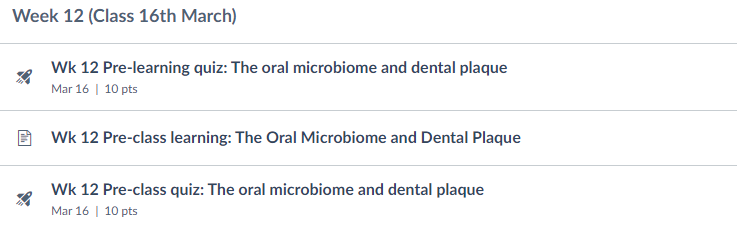 Week 12 (Class 16th March)
Wk 12 Pre-learning quiz: The oral microbiome and dental plaque
Mar 16 | 10 pts
Wk 12 Pre-class learning: The Oral Microbiome and Dental Plaque
Wk 12 Pre-class quiz: The oral microbiome and dental plaque
Mar 16 | 10 pts